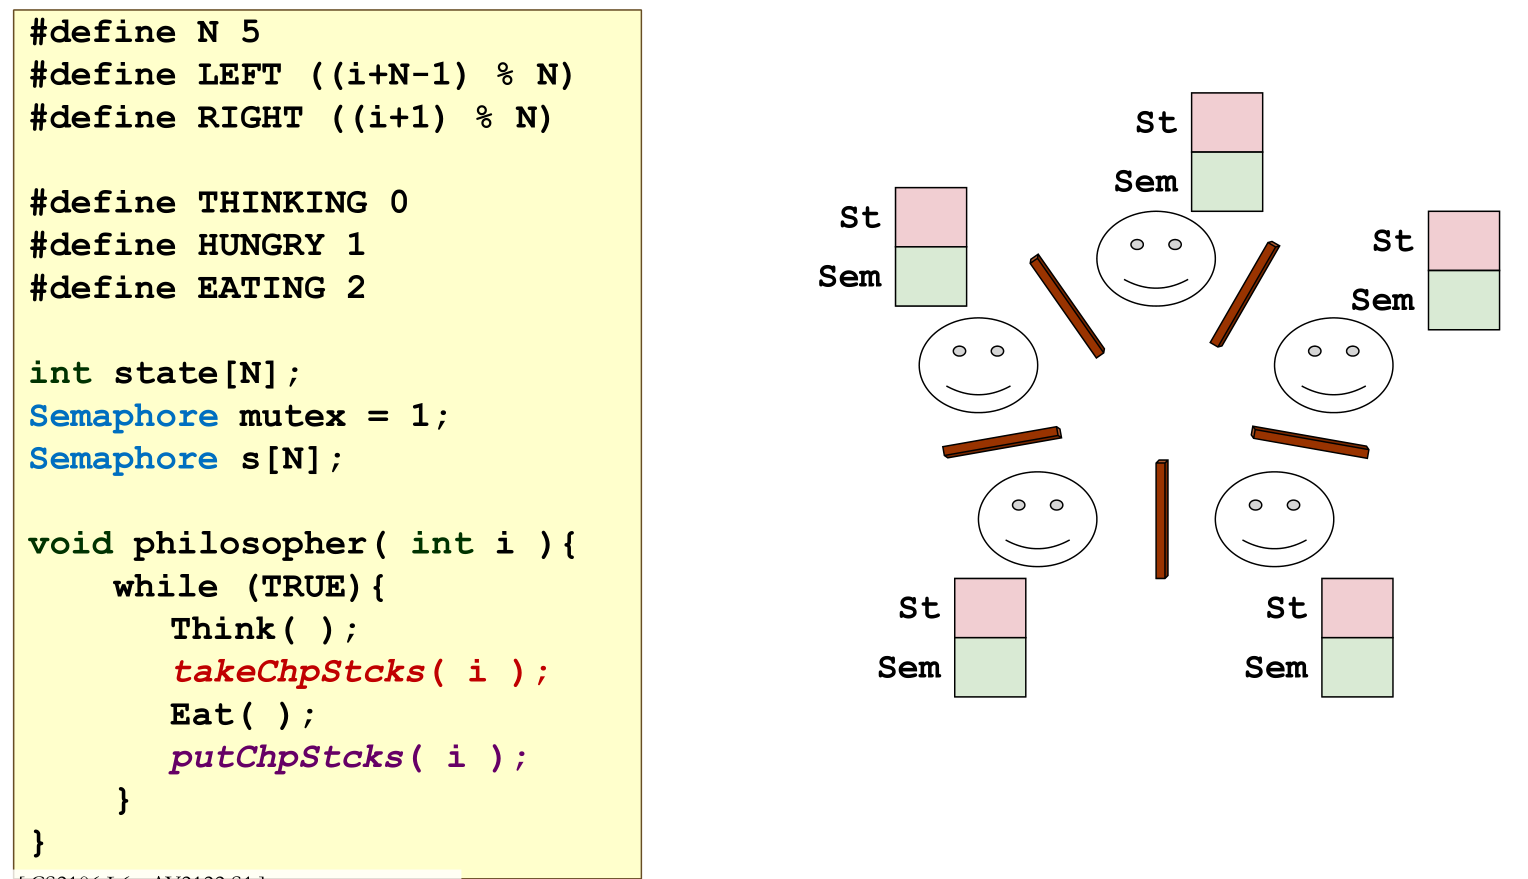 #define N 5
#define LEFT ((i+N-1) % N)
#define RIGHT ((i+1) % N)
#define THINKING 0
#define HUNGRY 1
#define EATING 2
int state[N];
Semaphore mutex = 1;
Semaphore s[N];
void philosopher( int i ){
while (TRUE){
Think( );
takeChpStcks( i );
Eat( );
putChpStcks( i );
}
}
St
Sem
St
Sem
St
Sem
St
Sem
St
Sem